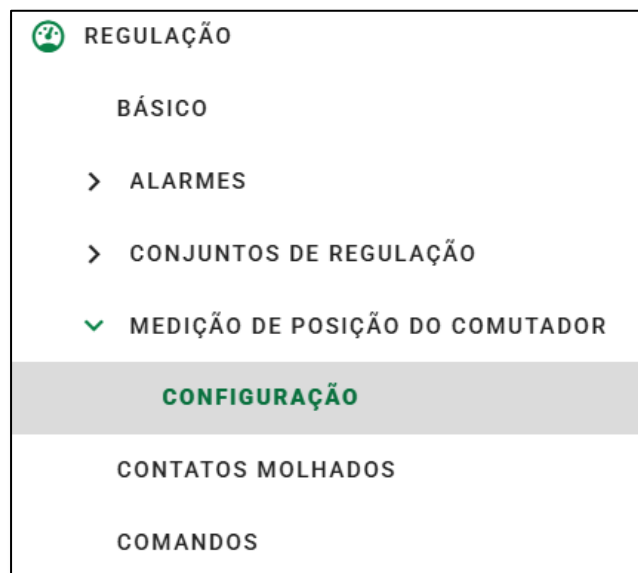 REGULAÇÃO
BÁSICO
ALARMES
CONJUNTOS DE REGULAÇÃO
MEDIÇÃO DE POSIÇÃO DO COMUTADOR
CONFIGURAÇÃO
CONTATOS MOLHADOS
COMANDOS